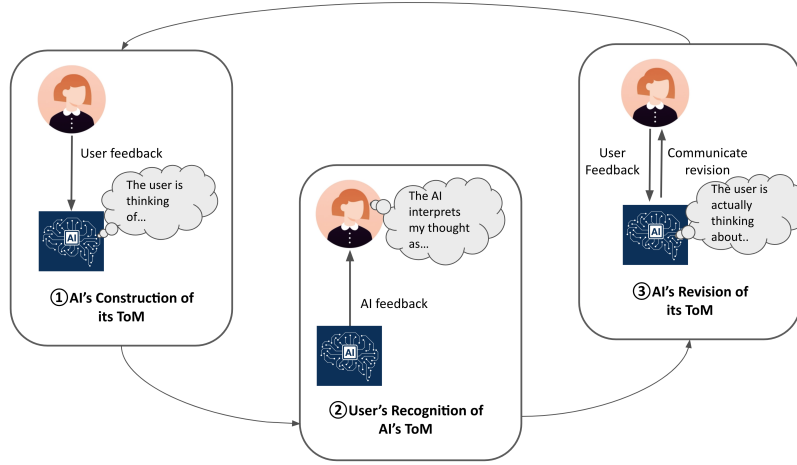 User feedback
The user is
thinking
of...
AI
①AI's Construction of
its ToM
The AI
interprets
my thought
as...
AI feedback
AI
②User's Recognition of
AI's ToM
User
Feedback
Communicate
revision
The user is
actually
thinking
about..
AI
③AI's Revision of
its ToM